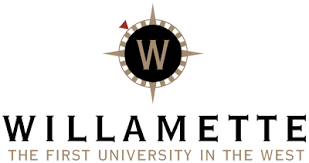 W
WILLAMETTE
THE FIRST UNIVERSITY IN THE WEST